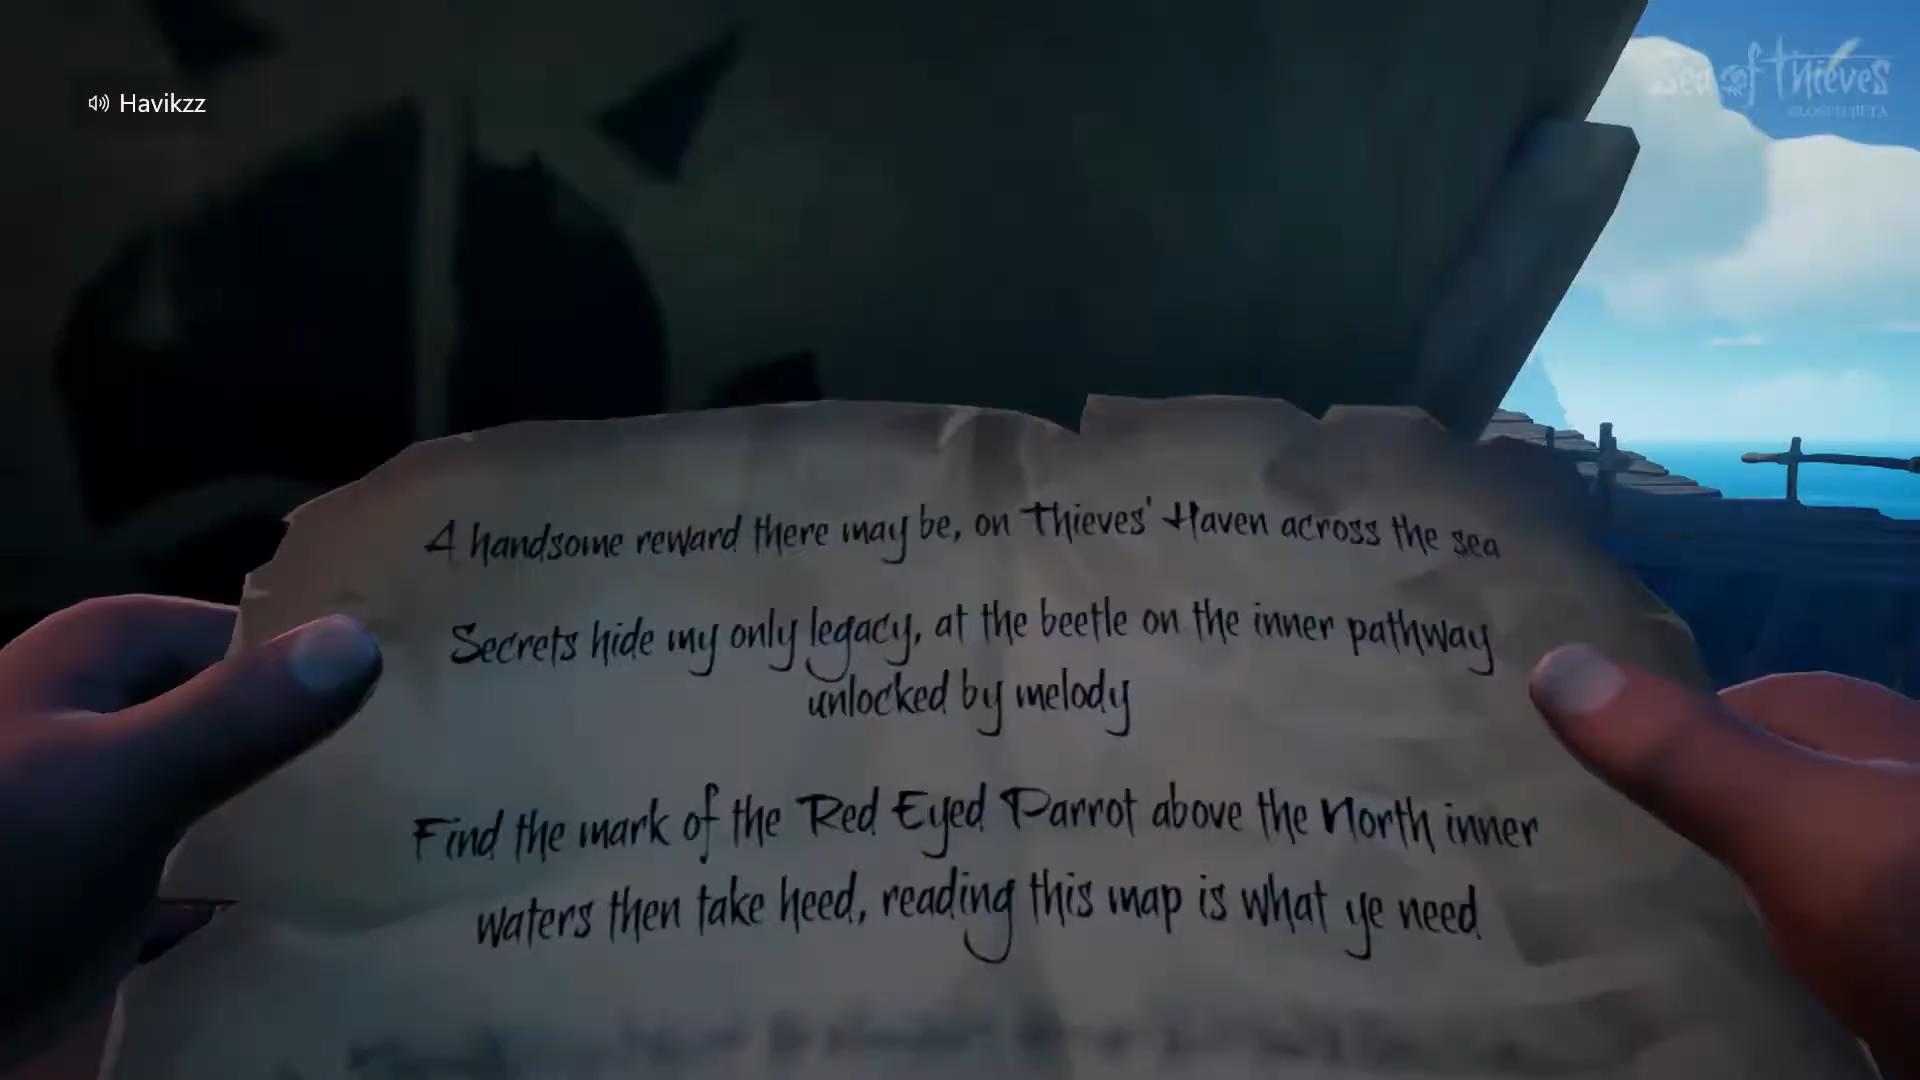 Havikzz
Sea of Thieves
CLOSED BETA
A handsome reward there may be, on Thieves' Haven across the sea
Secrets hide my only legacy, at the beetle on the inner pathway
unlocked by melody
Find the mark of the Red Eyed Parrot above the North inner
waters then take heed, reading this map is what ye need